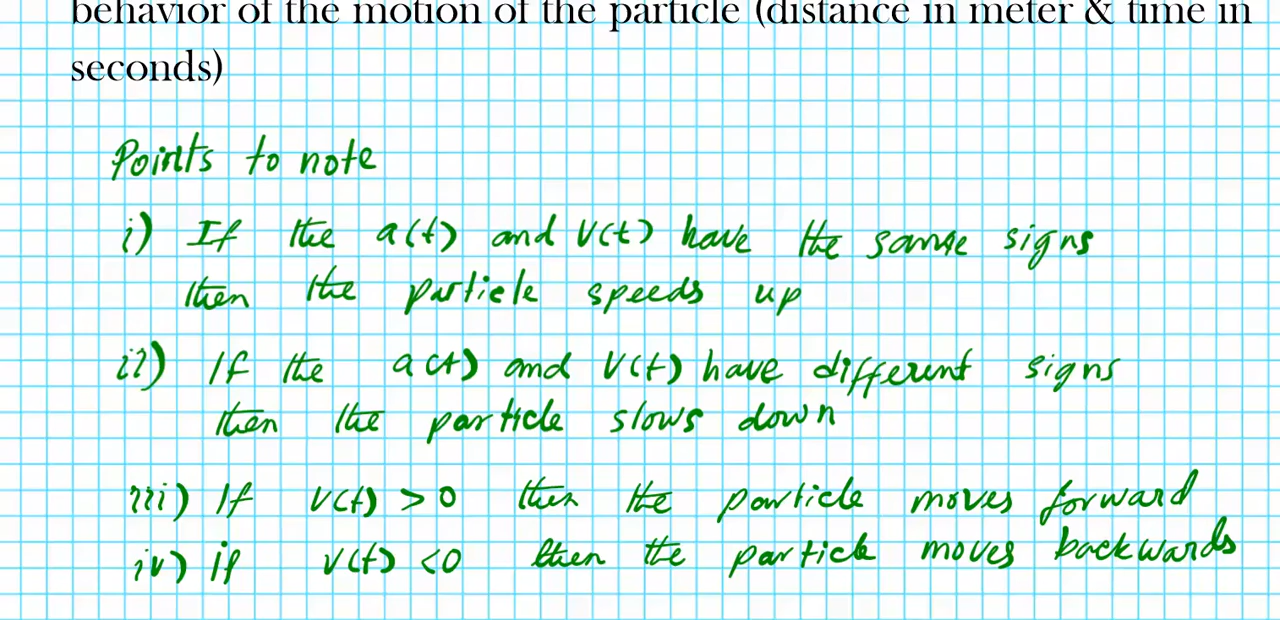 behavior of the motion of the particle (distance in meter & time in
seconds)
Points to note
i) If the a(t) and v(t) have the same signs
then the particle speeds up
ii) If the a(t) and v(t) have different signs
then the particle slows down
iii) If v(t) >0 then the particle moves forward
iv) if v(t) <0 then the particle moves backwards